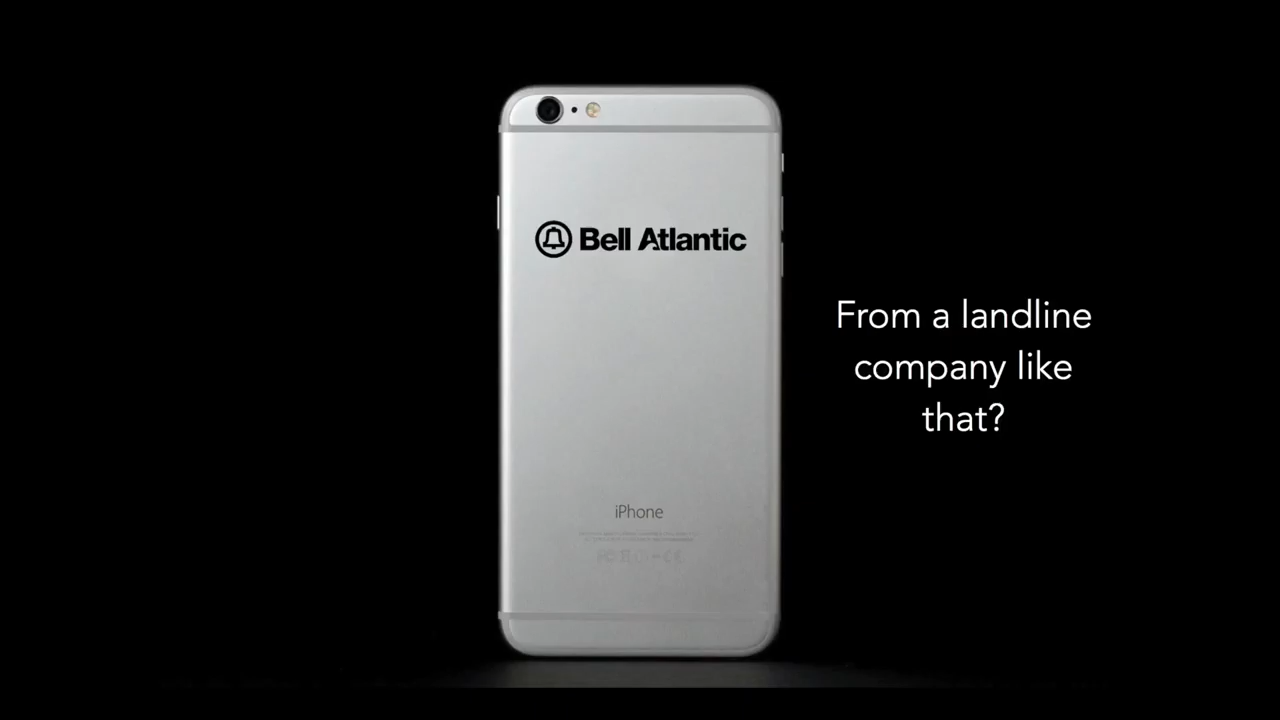 Bell Atlantic
From a landline
company like
that?
iPhone